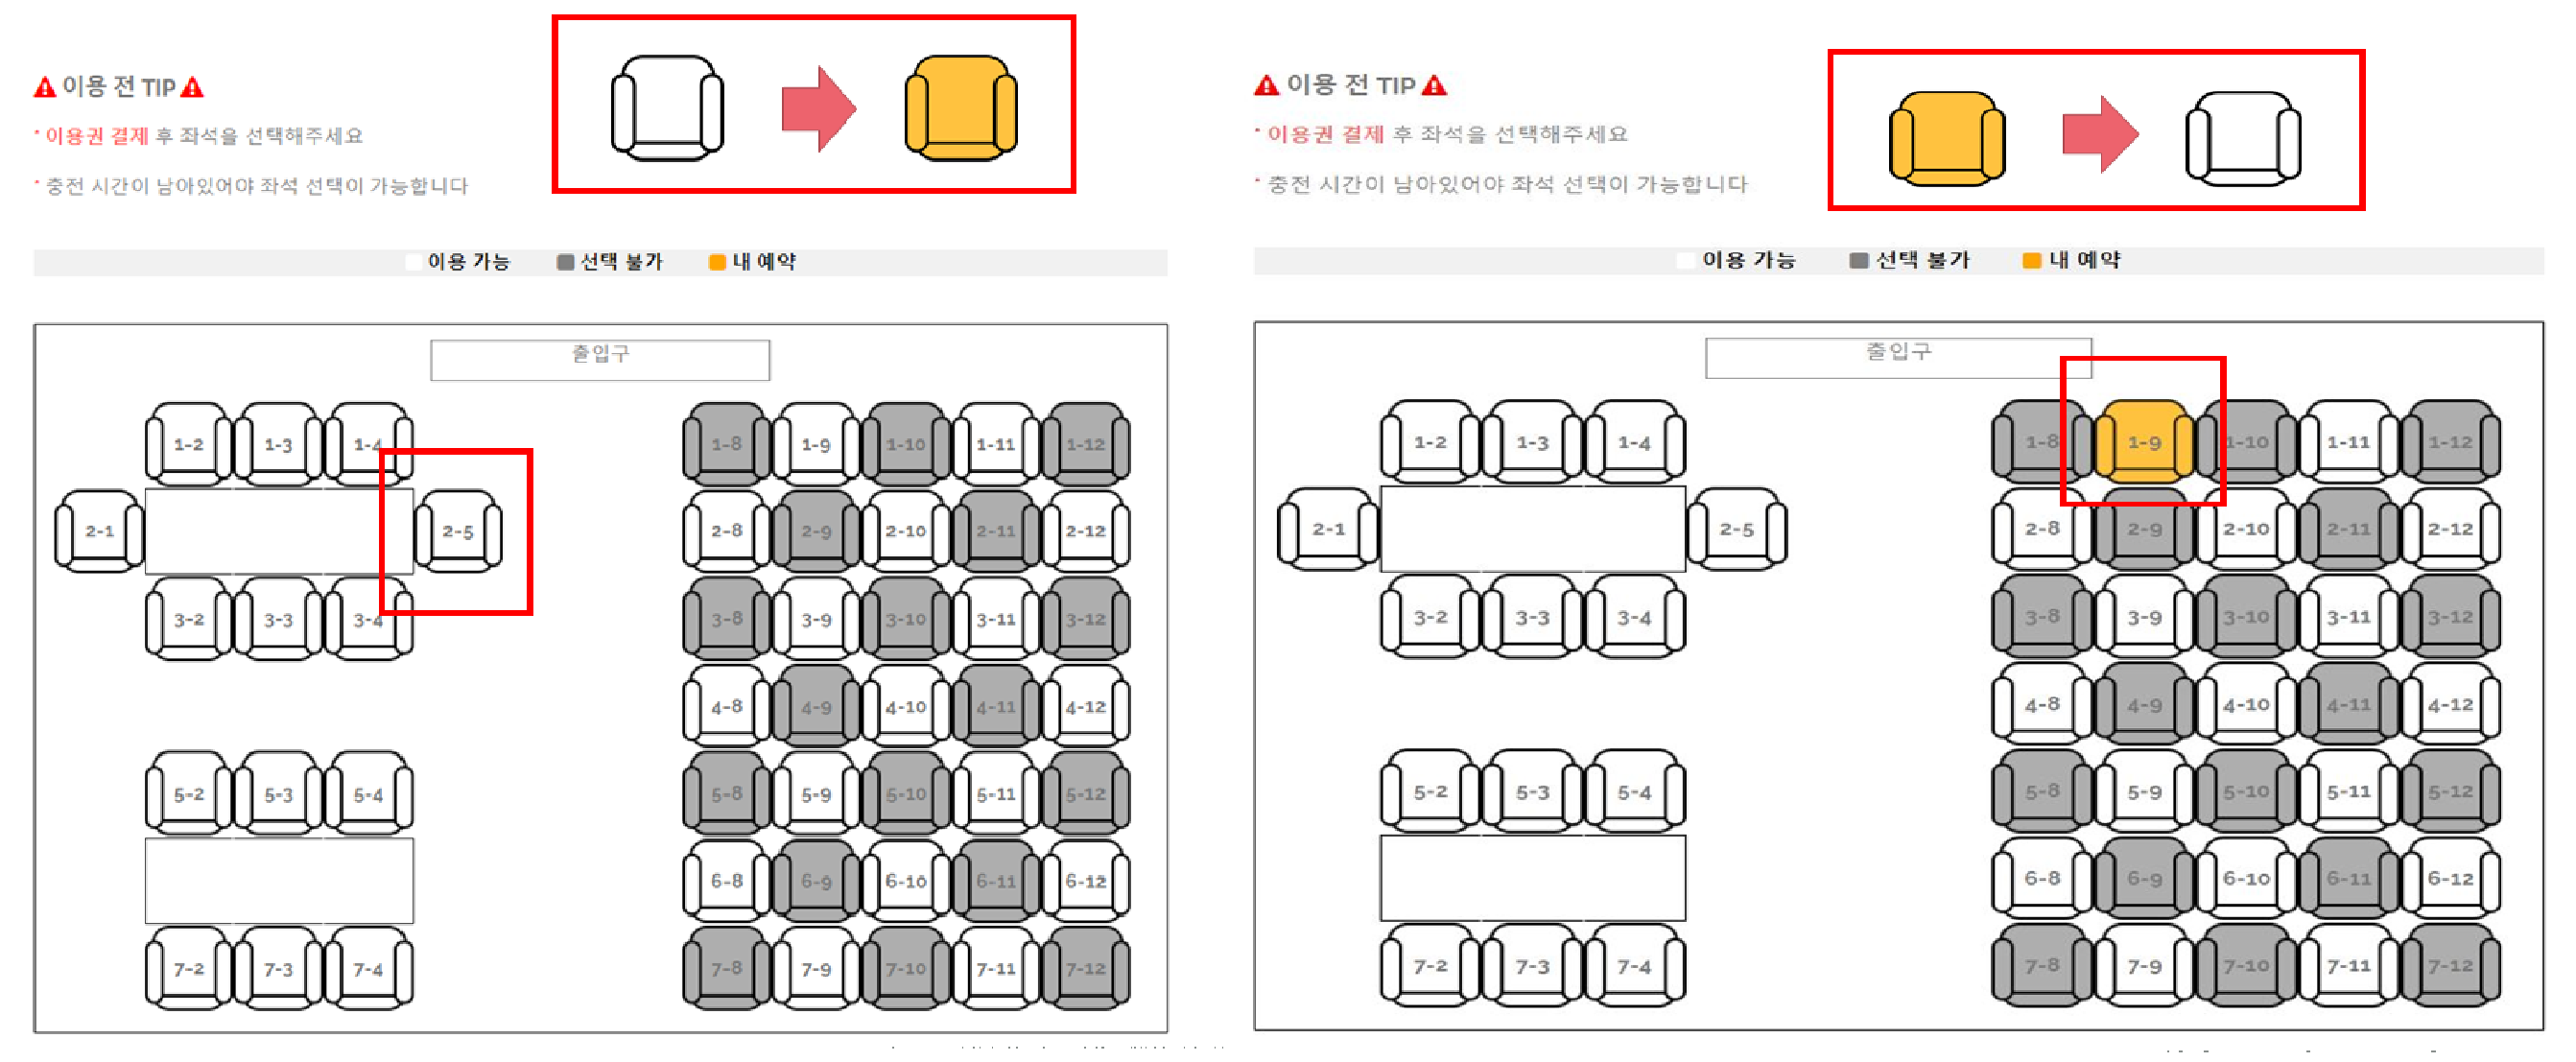 이용 전 TIP
* 이용권 결제 후 좌석을 선택해주세요
* 충전 시간이 남아있어야 좌석 선택이 가능합니다
이용 가능 선택 불가 내 예약
출입구
1-2 1-3 1-4 1-8 1-9 1-10 1-11 1-12
2-1 2-5 2-8 2-9 2-10 2-11 2-12
3-2 3-3 3-4 3-8 3-9 3-10 3-11 3-12
4-8 4-9 4-10 4-11 4-12
5-2 5-3 5-4 5-8 5-9 5-10 5-11 5-12
6-8 6-9 6-10 6-11 6-12
7-2 7-3 7-4 7-8 7-9 7-10 7-11 7-12
이용 전 TIP
* 이용권 결제 후 좌석을 선택해주세요
* 충전 시간이 남아있어야 좌석 선택이 가능합니다
이용 가능 선택 불가 내 예약
출입구
1-2 1-3 1-4 1-8 1-9 1-10 1-11 1-12
2-1 2-5 2-8 2-9 2-10 2-11 2-12
3-2 3-3 3-4 3-8 3-9 3-10 3-11 3-12
4-8 4-9 4-10 4-11 4-12
5-2 5-3 5-4 5-8 5-9 5-10 5-11 5-12
6-8 6-9 6-10 6-11 6-12
7-2 7-3 7-4 7-8 7-9 7-10 7-11 7-12